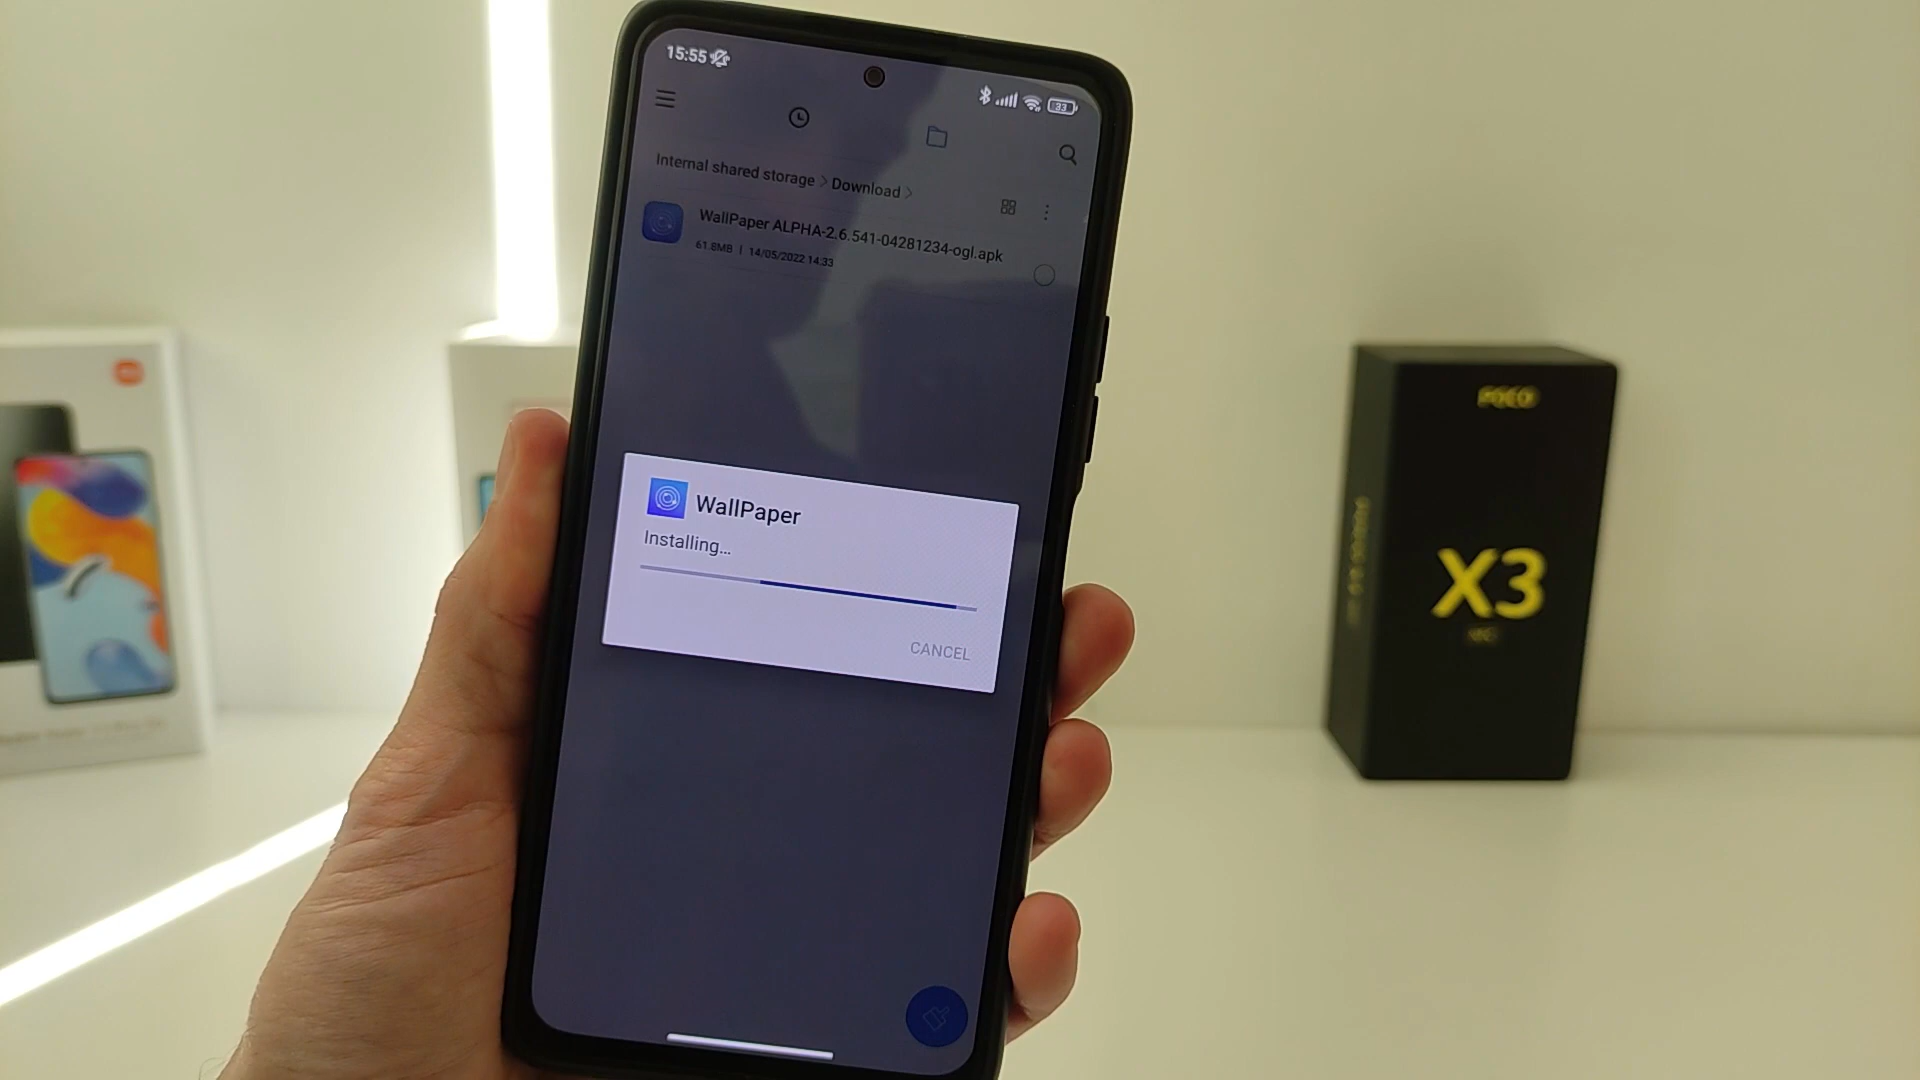 15:55
33
Internal shared storage > Download >
WallPaper ALPHA-2.6.541-04281234-ogl.apk
61.8MB | 14/05/2022 14:33
WallPaper
Installing...
CANCEL
POCO
X3